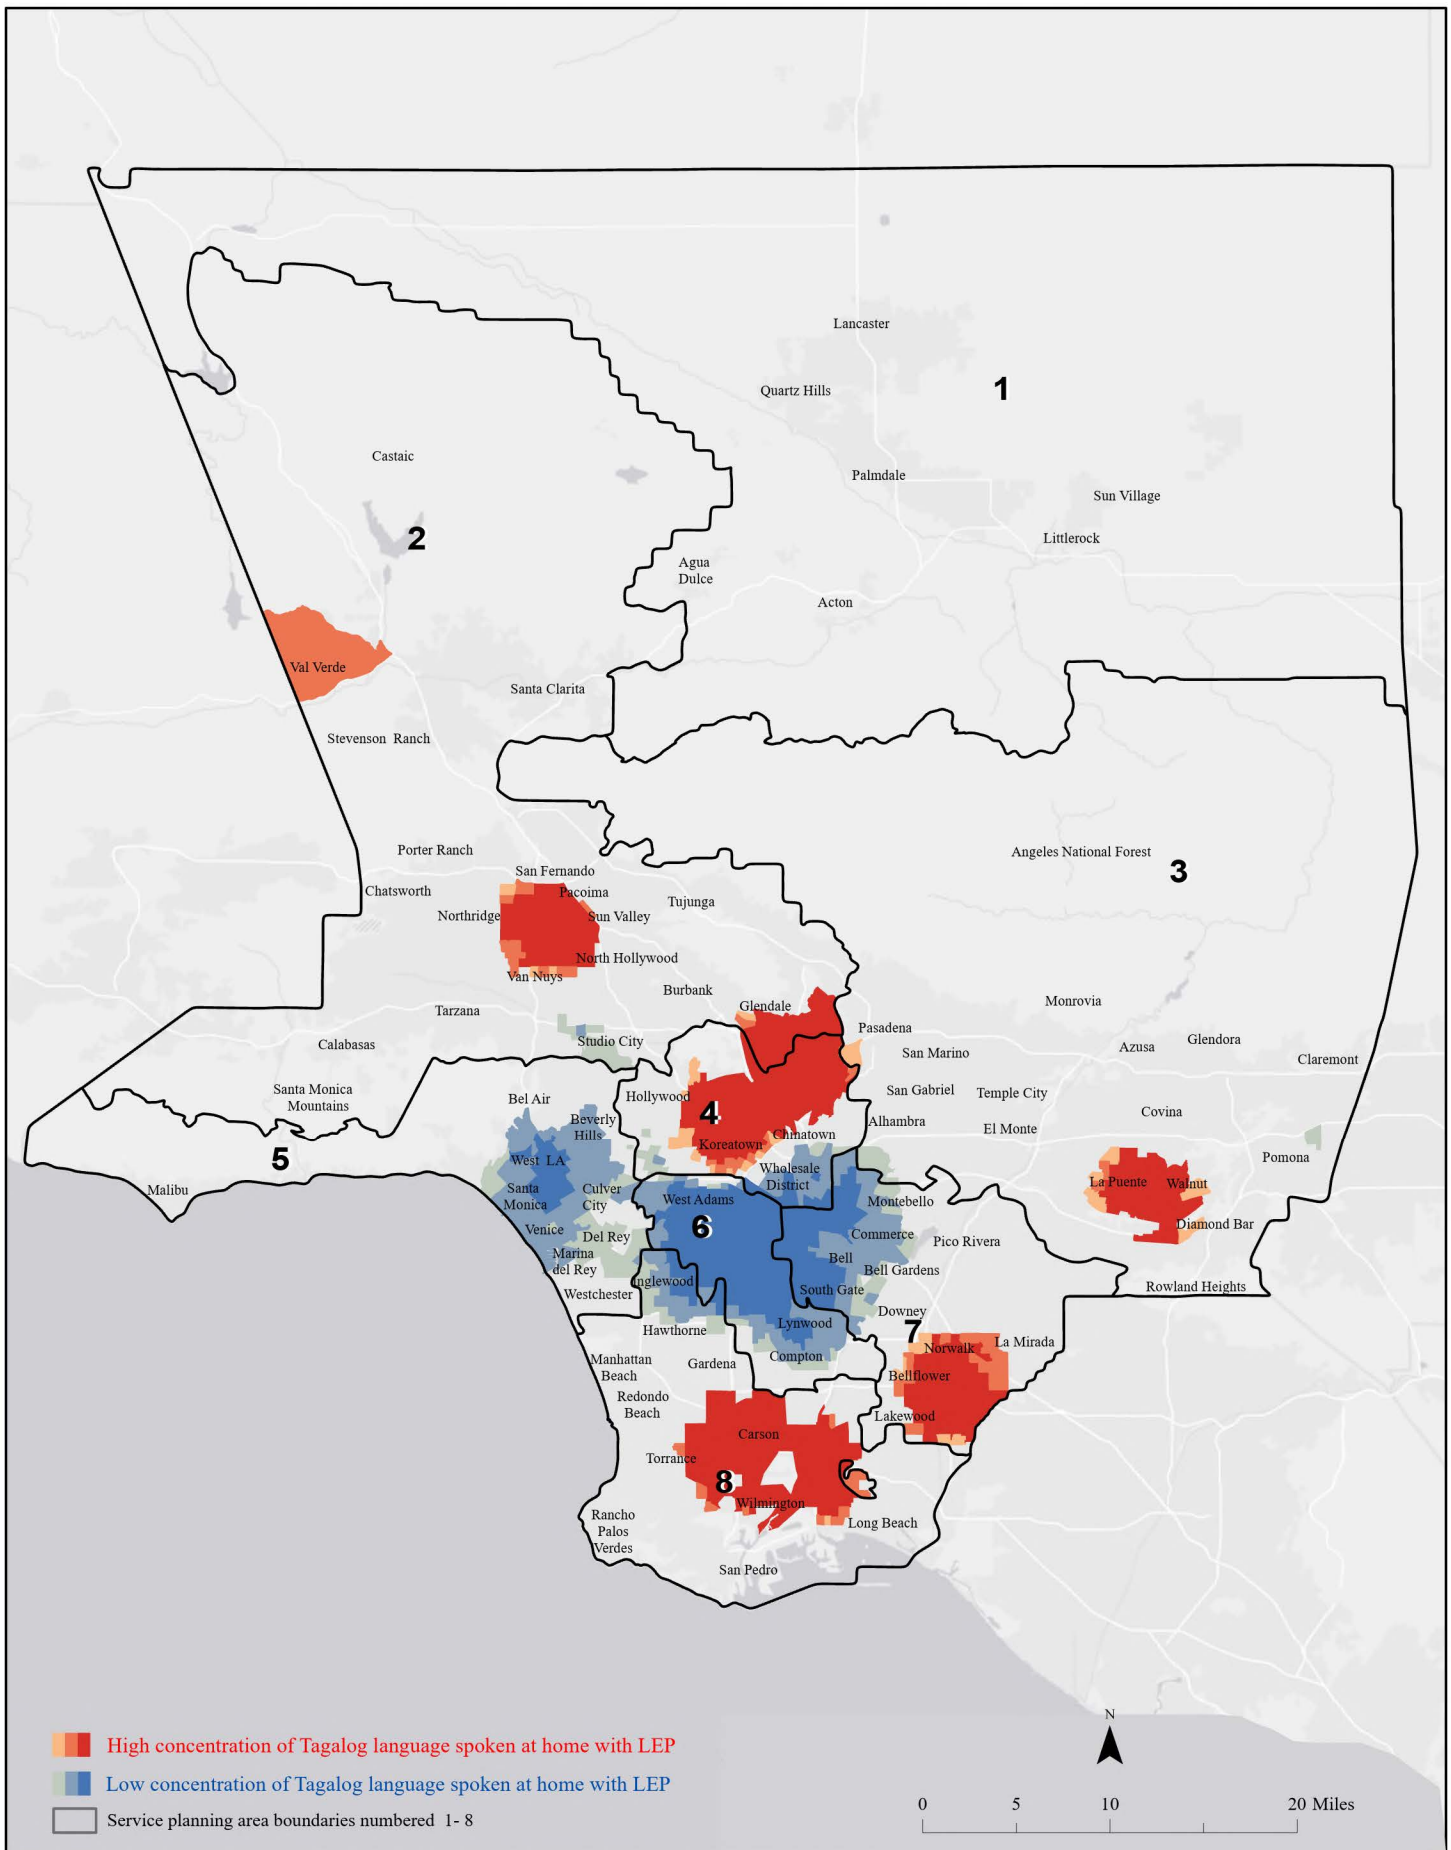 Lancaster
1
Quartz Hills
Castaic
Palmdale
Sun Village
2
Littlerock
Agua
Dulce
Acton
Val Verde
Santa Clarita
Stevenson Ranch
Porter Ranch
Angeles National Forest
3
San Fernando
Chatsworth
Pacoima
Tujunga
Northridge
Sun Valley
North Hollywood
Van Nuys
Burbank
Monrovia
Glendale
Tarzana
Pasadena
Studio City
Calabasas
San Marino
Azusa
Glendora
Claremont
Santa Monica
Mountains
Bel Air
Hollywood
San Gabriel
Temple City
4
Beverly
Hills
Covina
Alhambra
El Monte
Chinatown
Koreatown
5
West LA
Pomona
Wholesale
District
Malibu
Santa
Monica
Culver
City
La Puente
Walnut
West Adams
Montebello
6
Venice
Del Rey
Diamond Bar
Commerce
Pico Rivera
Marina
del Rey
Bell
Bell Gardens
Inglewood
Rowland Heights
Westchester
South Gate
Downey
Lynwood
Hawthorne
7
La Mirada
Norwalk
Compton
Manhattan
Beach
Gardena
Bellflower
Redondo
Beach
Lakewood
Carson
Torrance
8
Wilmington
Rancho
Palos
Verdes
Long Beach
San Pedro
N
High concentration of Tagalog language spoken at home with LEP
Low concentration of Tagalog language spoken at home with LEP
Service planning area boundaries numbered 1- 8
0 5 10 20 Miles